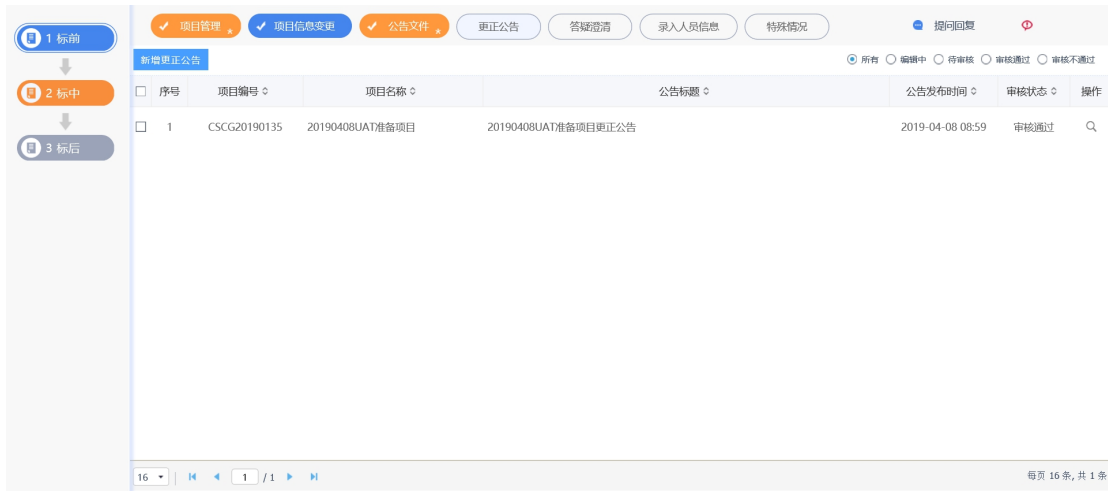 1 标前
2 标中
3 标后
项目管理 * 项目信息变更 公告文件 * 更正公告 答疑澄清 录入人员信息 特殊情况 提问回复
新增更正公告 所有 编辑中 待审核 审核通过 审核不通过
序号 项目编号 项目名称 公告标题 公告发布时间 审核状态 操作
1 CSCG20190135 20190408UAT准备项目 20190408UAT准备项目更正公告 2019-04-08 08:59 审核通过
16 1 / 1 每页 16 条, 共 1 条